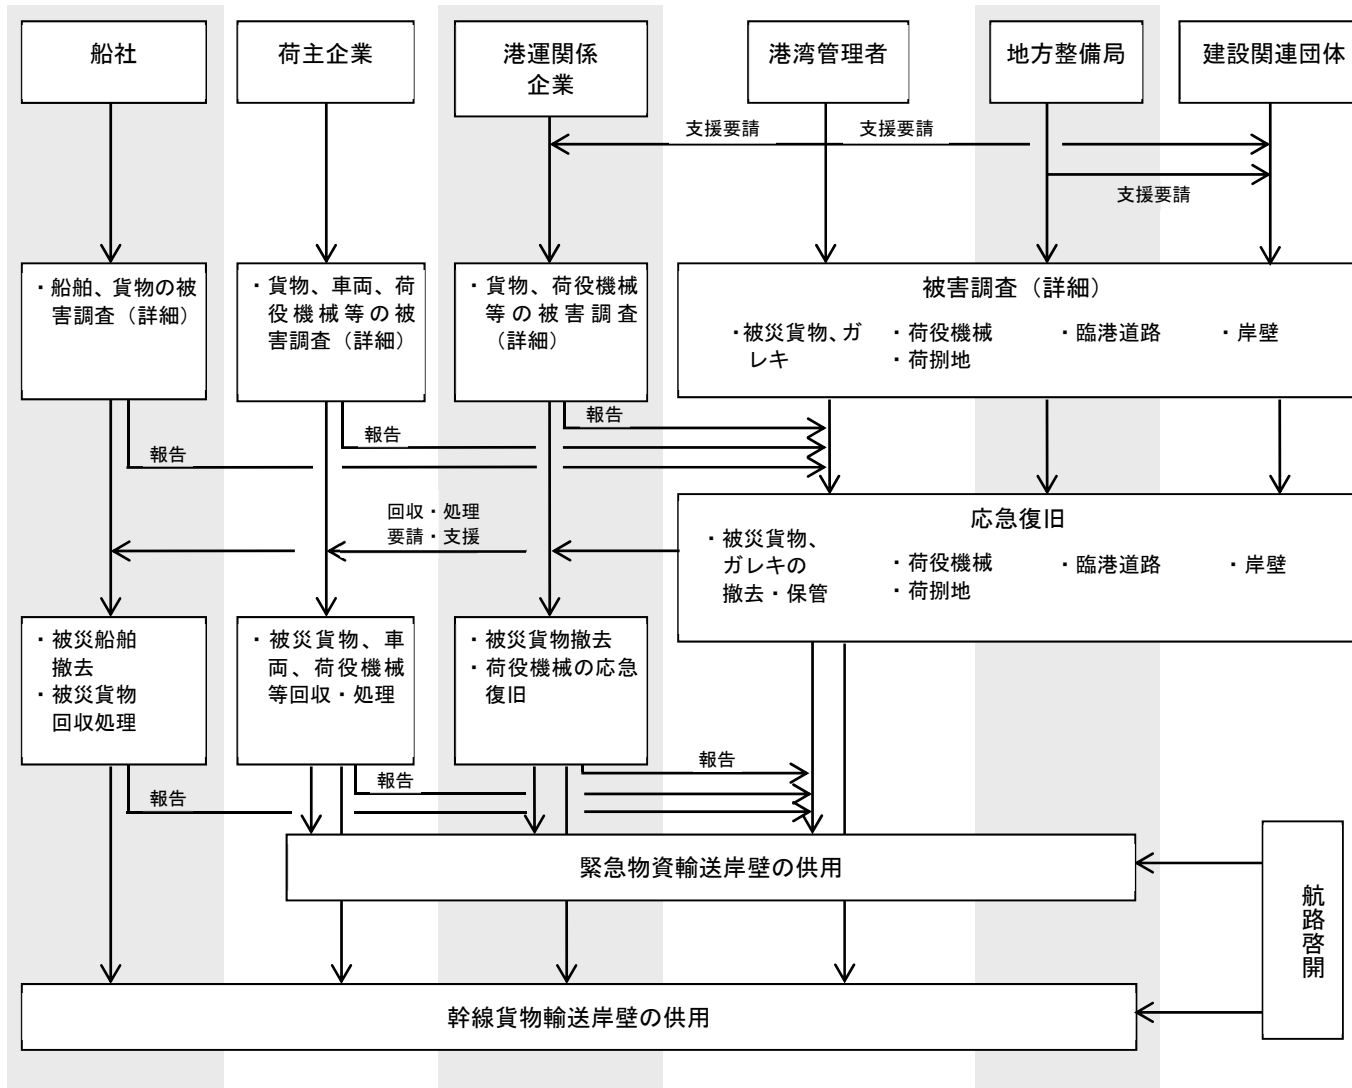 船社
荷主企業
港運関係
企業
港湾管理者
地方整備局
建設関連団体
支援要請
支援要請
支援要請
・船舶、貨物の被
害調査（詳細）
・貨物、車両、荷
役機械等の被
害調査（詳細）
・貨物、荷役機械
等の被害調査
（詳細）
被害調査（詳細）
・被災貨物、ガ
レキ
・荷役機械
・荷捌地
・臨港道路
・岸壁
報告
報告
報告
回収・処理
要請・支援
応急復旧
・被災貨物、
ガレキの
撤去・保管
・荷役機械
・荷捌地
・臨港道路
・岸壁
・被災船舶
撤去
・被災貨物
回収処理
・被災貨物、車
両、荷役機械
等回収・処理
・被災貨物撤去
・荷役機械の応急
復旧
報告
報告
報告
緊急物資輸送岸壁の供用
航路啓開
幹線貨物輸送岸壁の供用